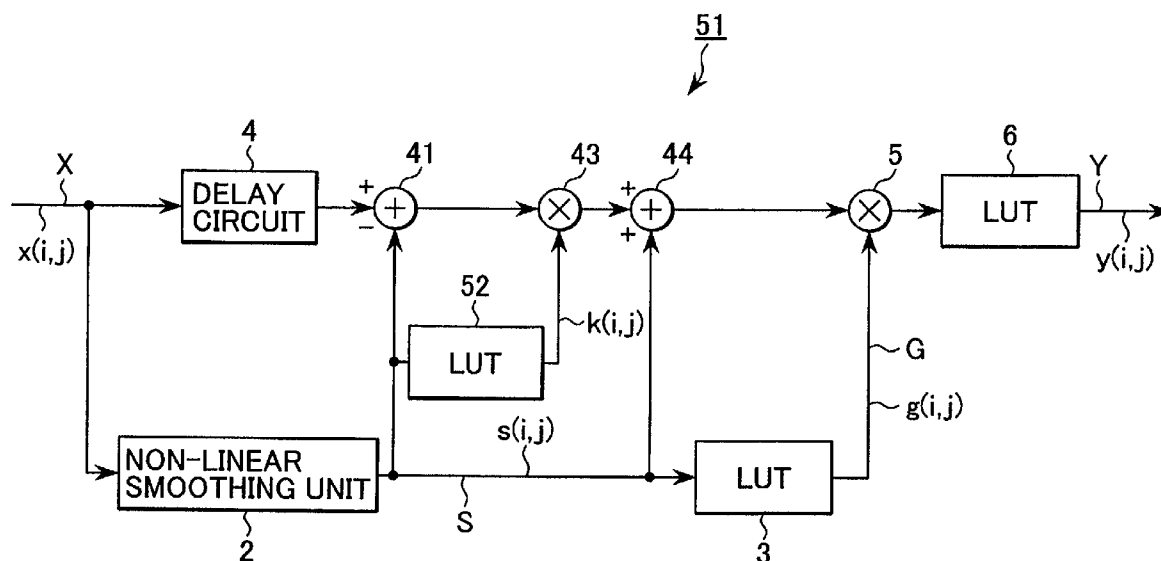 51
4
41
43
44
5
6
X
DELAY
CIRCUIT
+
−
+
×
+
+
+
×
LUT
Y
x(i,j)
y(i,j)
52
LUT
k(i,j)
G
g(i,j)
NON-LINEAR
SMOOTHING UNIT
s(i,j)
S
LUT
2
3